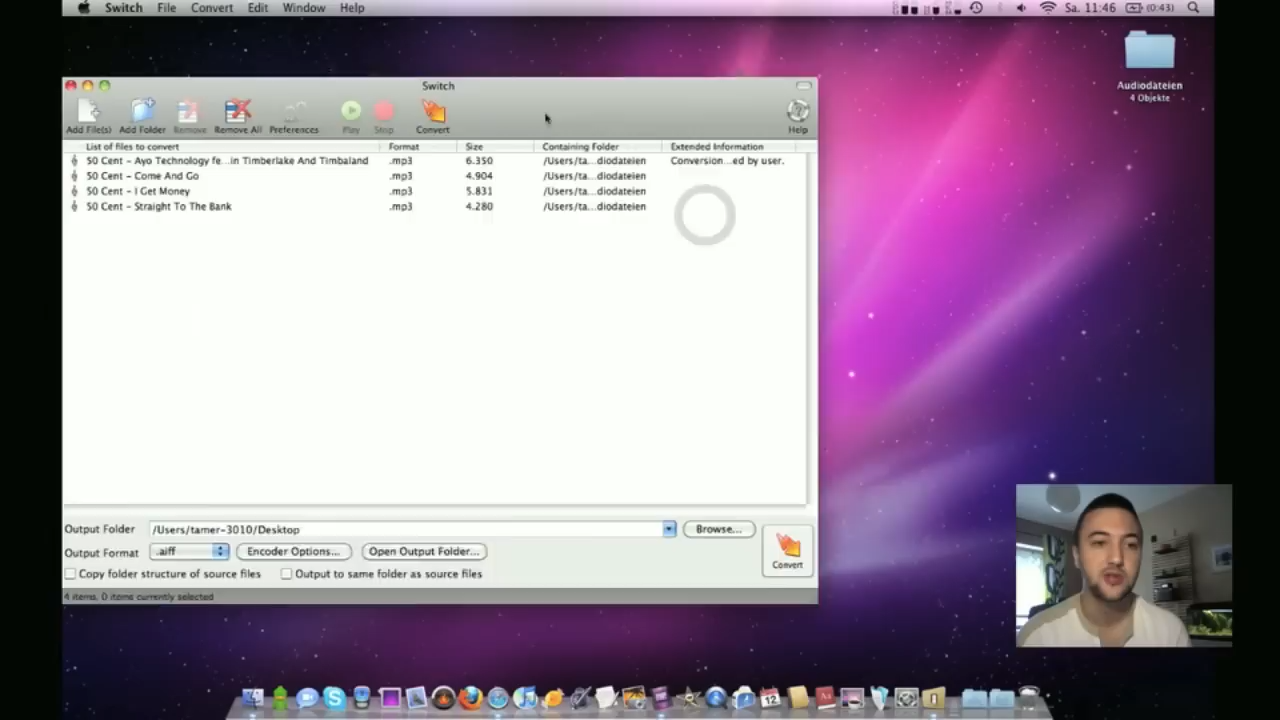 Switch File Convert Edit Window Help Sa. 11:46 (0:43)
Audiodateien
4 Objekte
Switch
Add File(s) Add Folder Remove Remove All Preferences Play Stop Convert Help
List of files to convert Format Size Containing Folder Extended Information
50 Cent - Ayo Technology fe...in Timberlake And Timbaland .mp3 6.350 /Users/ta...diodateien Conversion...ed by user.
50 Cent - Come And Go .mp3 4.904 /Users/ta...diodateien
50 Cent - I Get Money .mp3 5.831 /Users/ta...diodateien
50 Cent - Straight To The Bank .mp3 4.280 /Users/ta...diodateien
Output Folder /Users/tamer-3010/Desktop Browse...
Output Format .aiff Encoder Options... Open Output Folder... Convert
Copy folder structure of source files Output to same folder as source files
4 items, 0 items currently selected
12